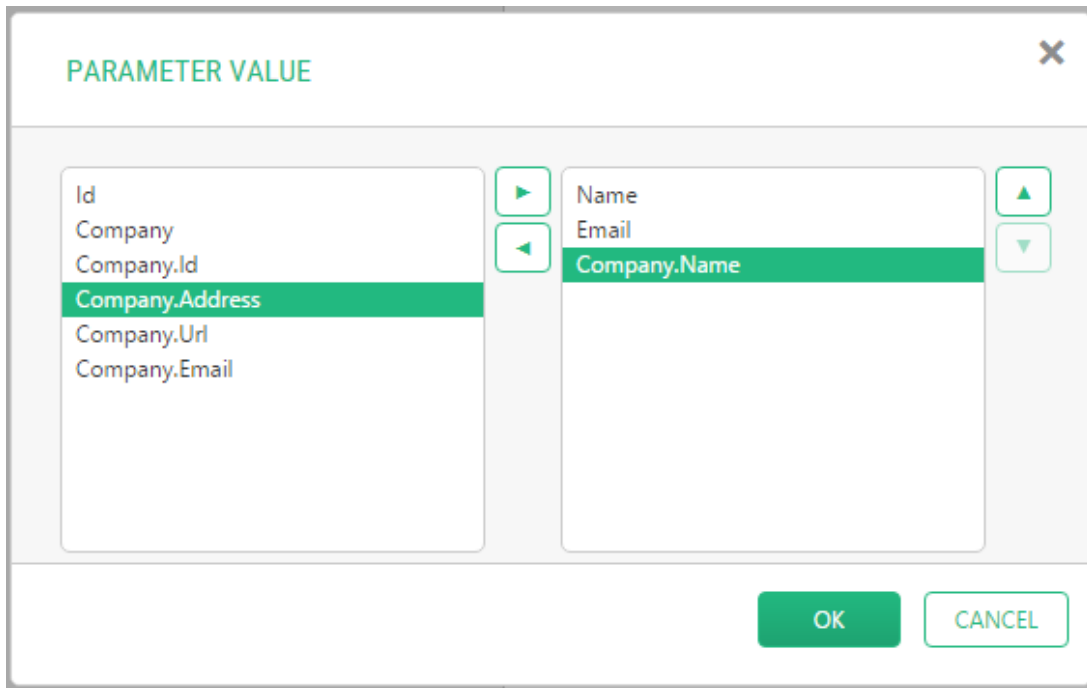 PARAMETER VALUE
Id
Company
Company.Id
Company.Address
Company.Url
Company.Email
Name
Email
Company.Name
OK
CANCEL